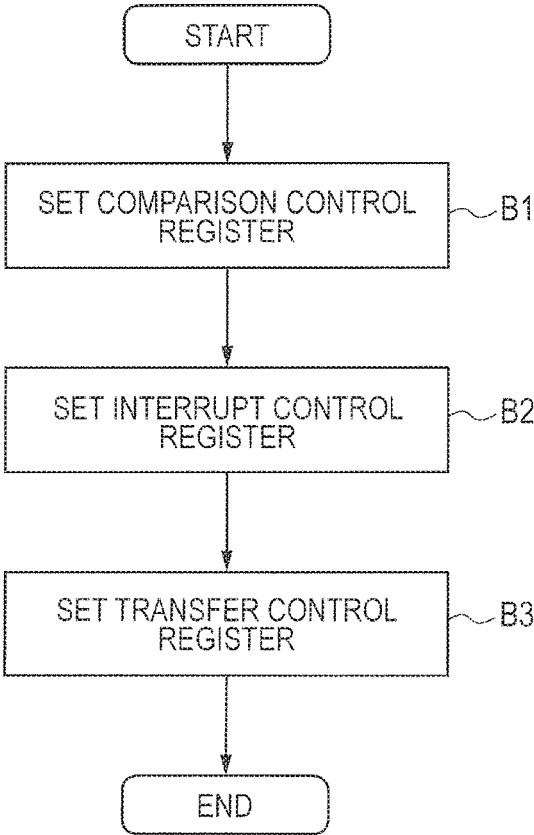 START
SET COMPARISON CONTROL
REGISTER
B1
SET INTERRUPT CONTROL
REGISTER
B2
SET TRANSFER CONTROL
REGISTER
B3
END